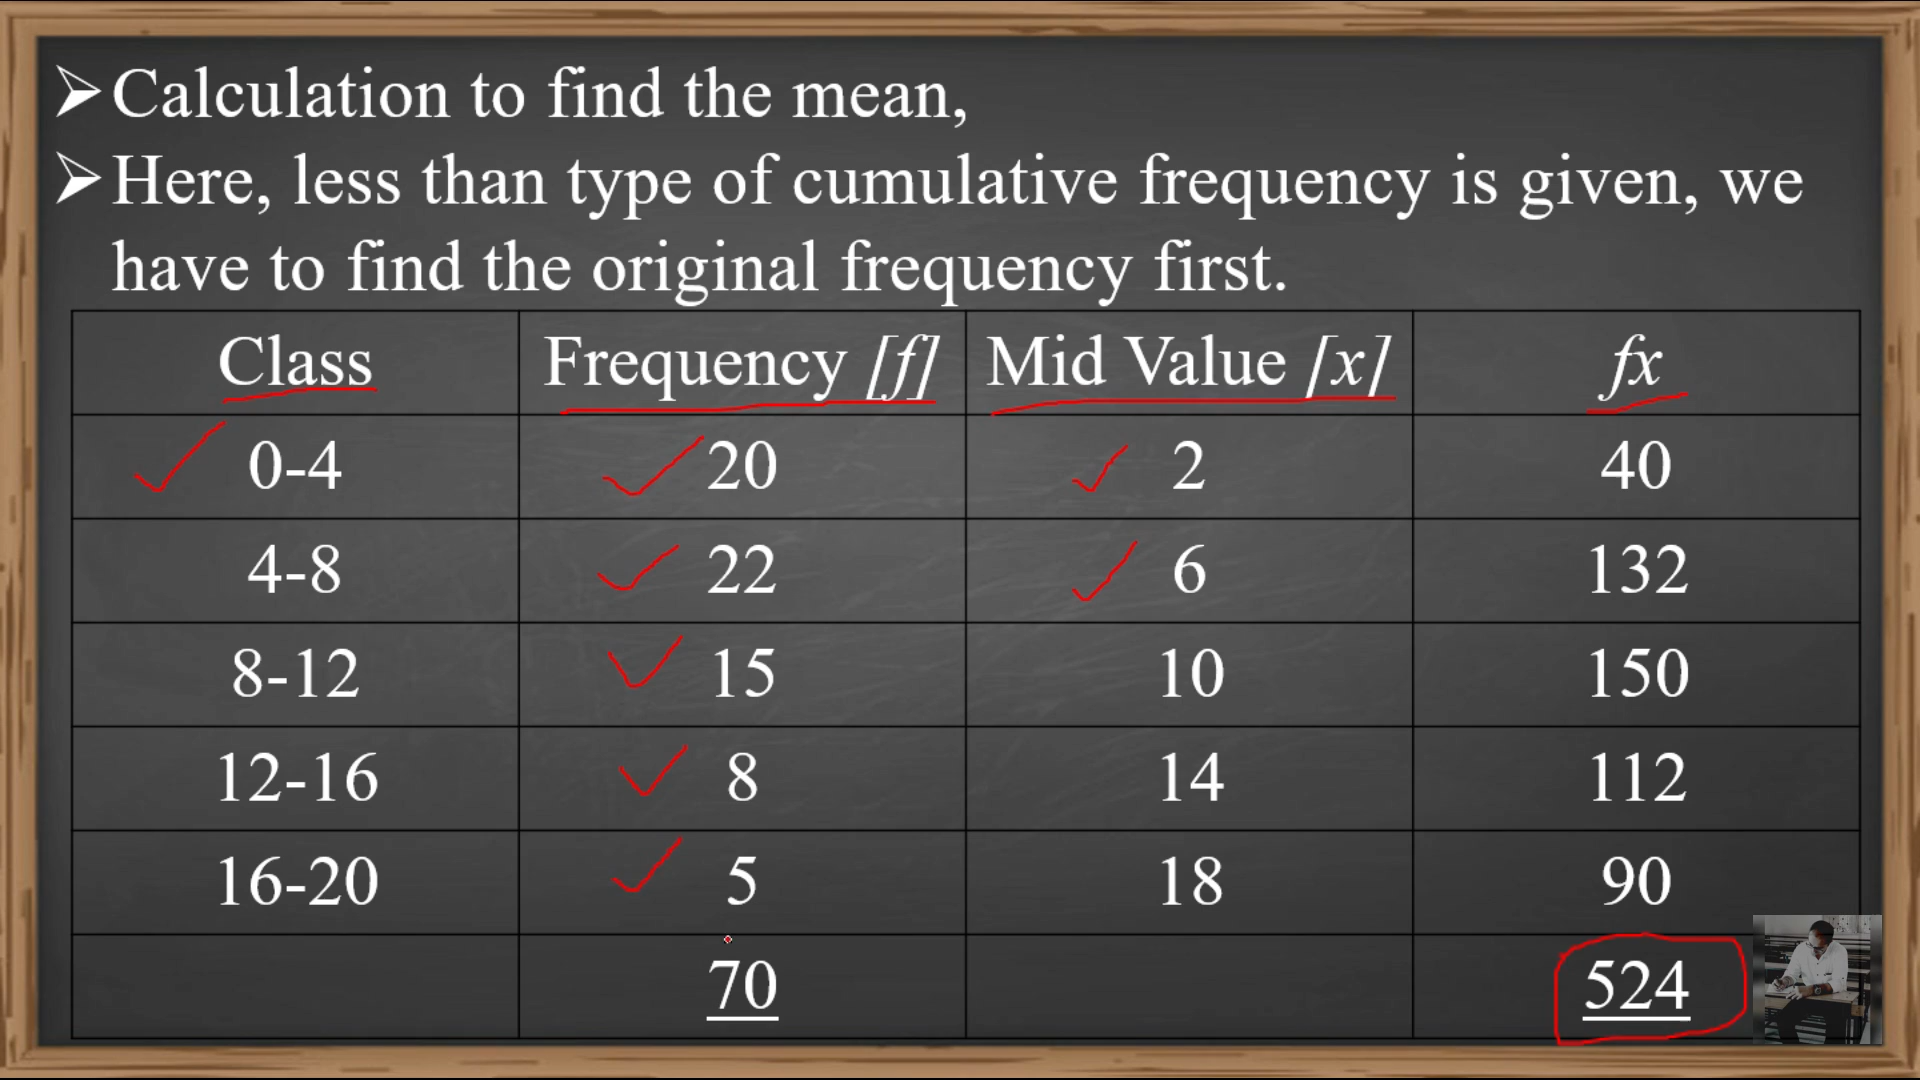 Calculation to find the mean,
Here, less than type of cumulative frequency is given, we
have to find the original frequency first.
Class Frequency [f] Mid Value [x] fx
0-4 20 2 40
4-8 22 6 132
8-12 15 10 150
12-16 8 14 112
16-20 5 18 90
70 524